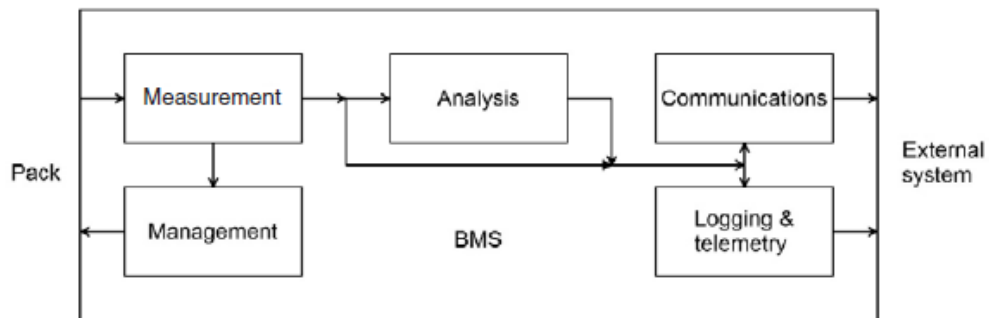 Measurement
Analysis
Communications
Pack
External
system
Management
BMS
Logging &
telemetry